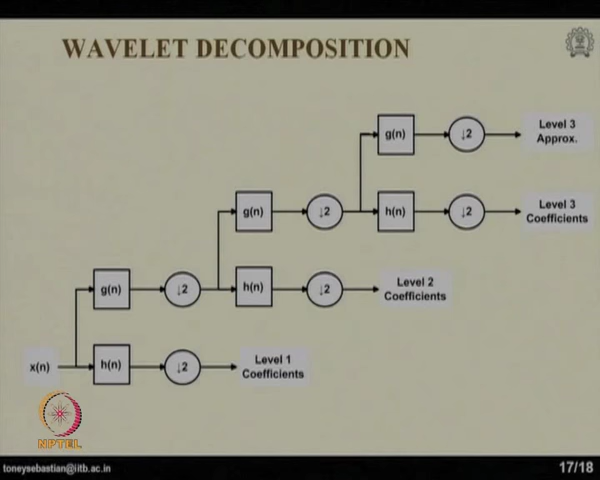 WAVELET DECOMPOSITION
g(n)
↓2
Level 3
Approx.
g(n)
↓2
h(n)
↓2
Level 3
Coefficients
g(n)
↓2
h(n)
↓2
Level 2
Coefficients
x(n)
h(n)
↓2
Level 1
Coefficients
NPTEL
toneysebastian@iitb.ac.in
17/18